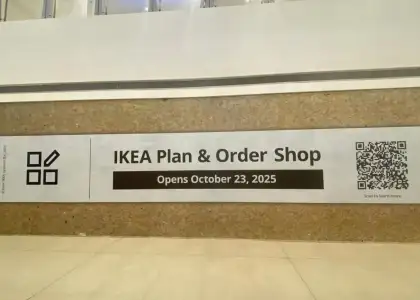 IKEA Plan & Order Shop
Opens October 23, 2025